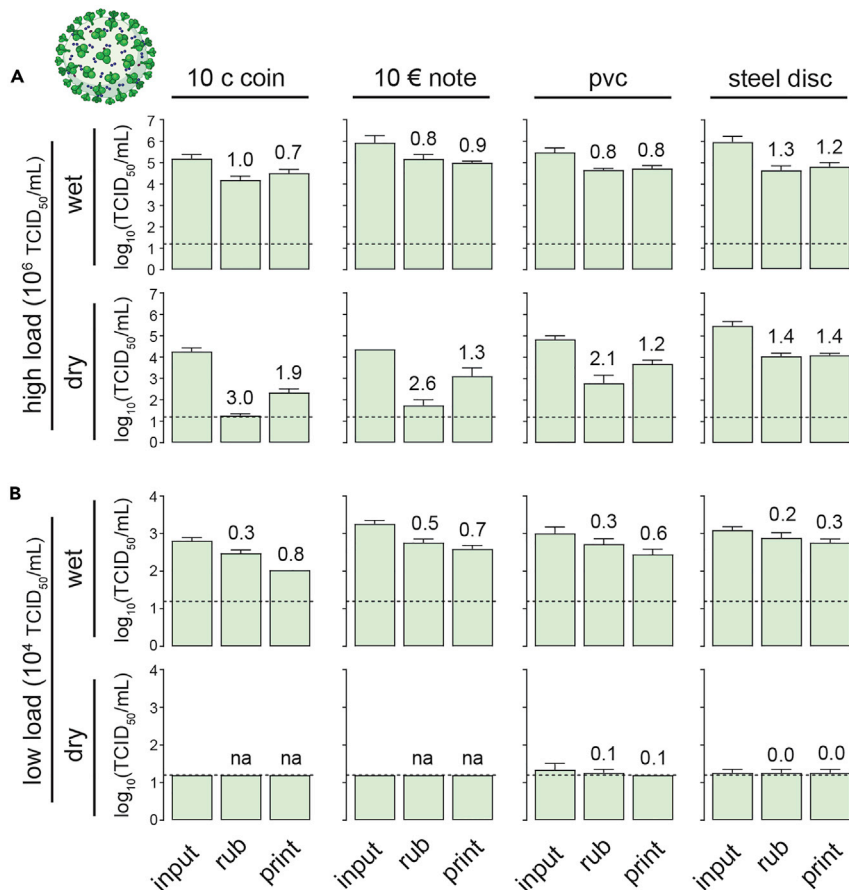 A
10 c coin
10 € note
pvc
steel disc
high load (10⁶ TCID₅₀/mL)
wet
log₁₀(TCID₅₀/mL)
7
6
5
4
3
2
1
0
1.0
0.7
0.8
0.9
0.8
0.8
1.3
1.2
dry
log₁₀(TCID₅₀/mL)
7
6
5
4
3
2
1
0
3.0
1.9
2.6
1.3
2.1
1.2
1.4
1.4
B
low load (10⁴ TCID₅₀/mL)
wet
log₁₀(TCID₅₀/mL)
4
3
2
1
0
0.3
0.8
0.5
0.7
0.3
0.6
0.2
0.3
dry
log₁₀(TCID₅₀/mL)
4
3
2
1
0
na
na
na
na
0.1
0.1
0.0
0.0
input
rub
print
input
rub
print
input
rub
print
input
rub
print